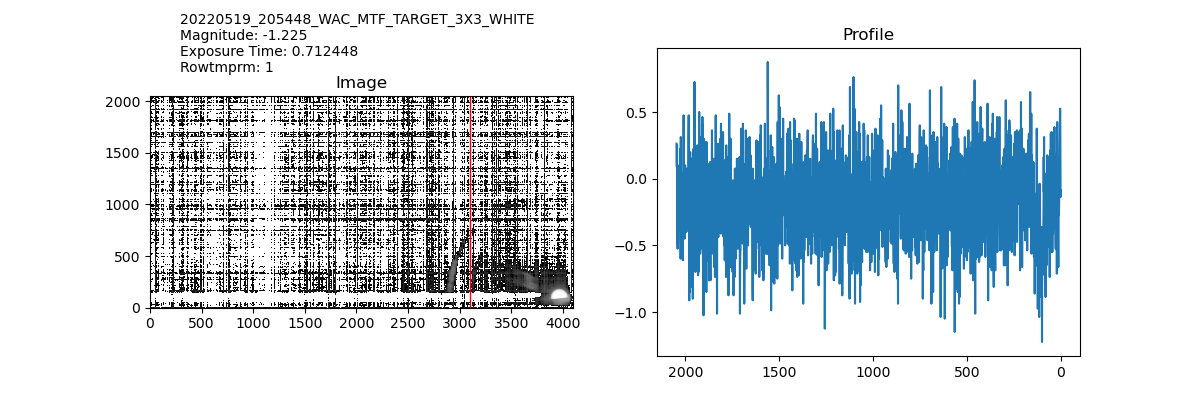 20220519_205448_WAC_MTF_TARGET_3X3_WHITE
Magnitude: -1.225
Exposure Time: 0.712448
Rowtmprm: 1
Image
2000
1500
1000
500
0
0 500 1000 1500 2000 2500 3000 3500 4000
Profile
0.5
0.0
−0.5
−1.0
2000 1500 1000 500 0